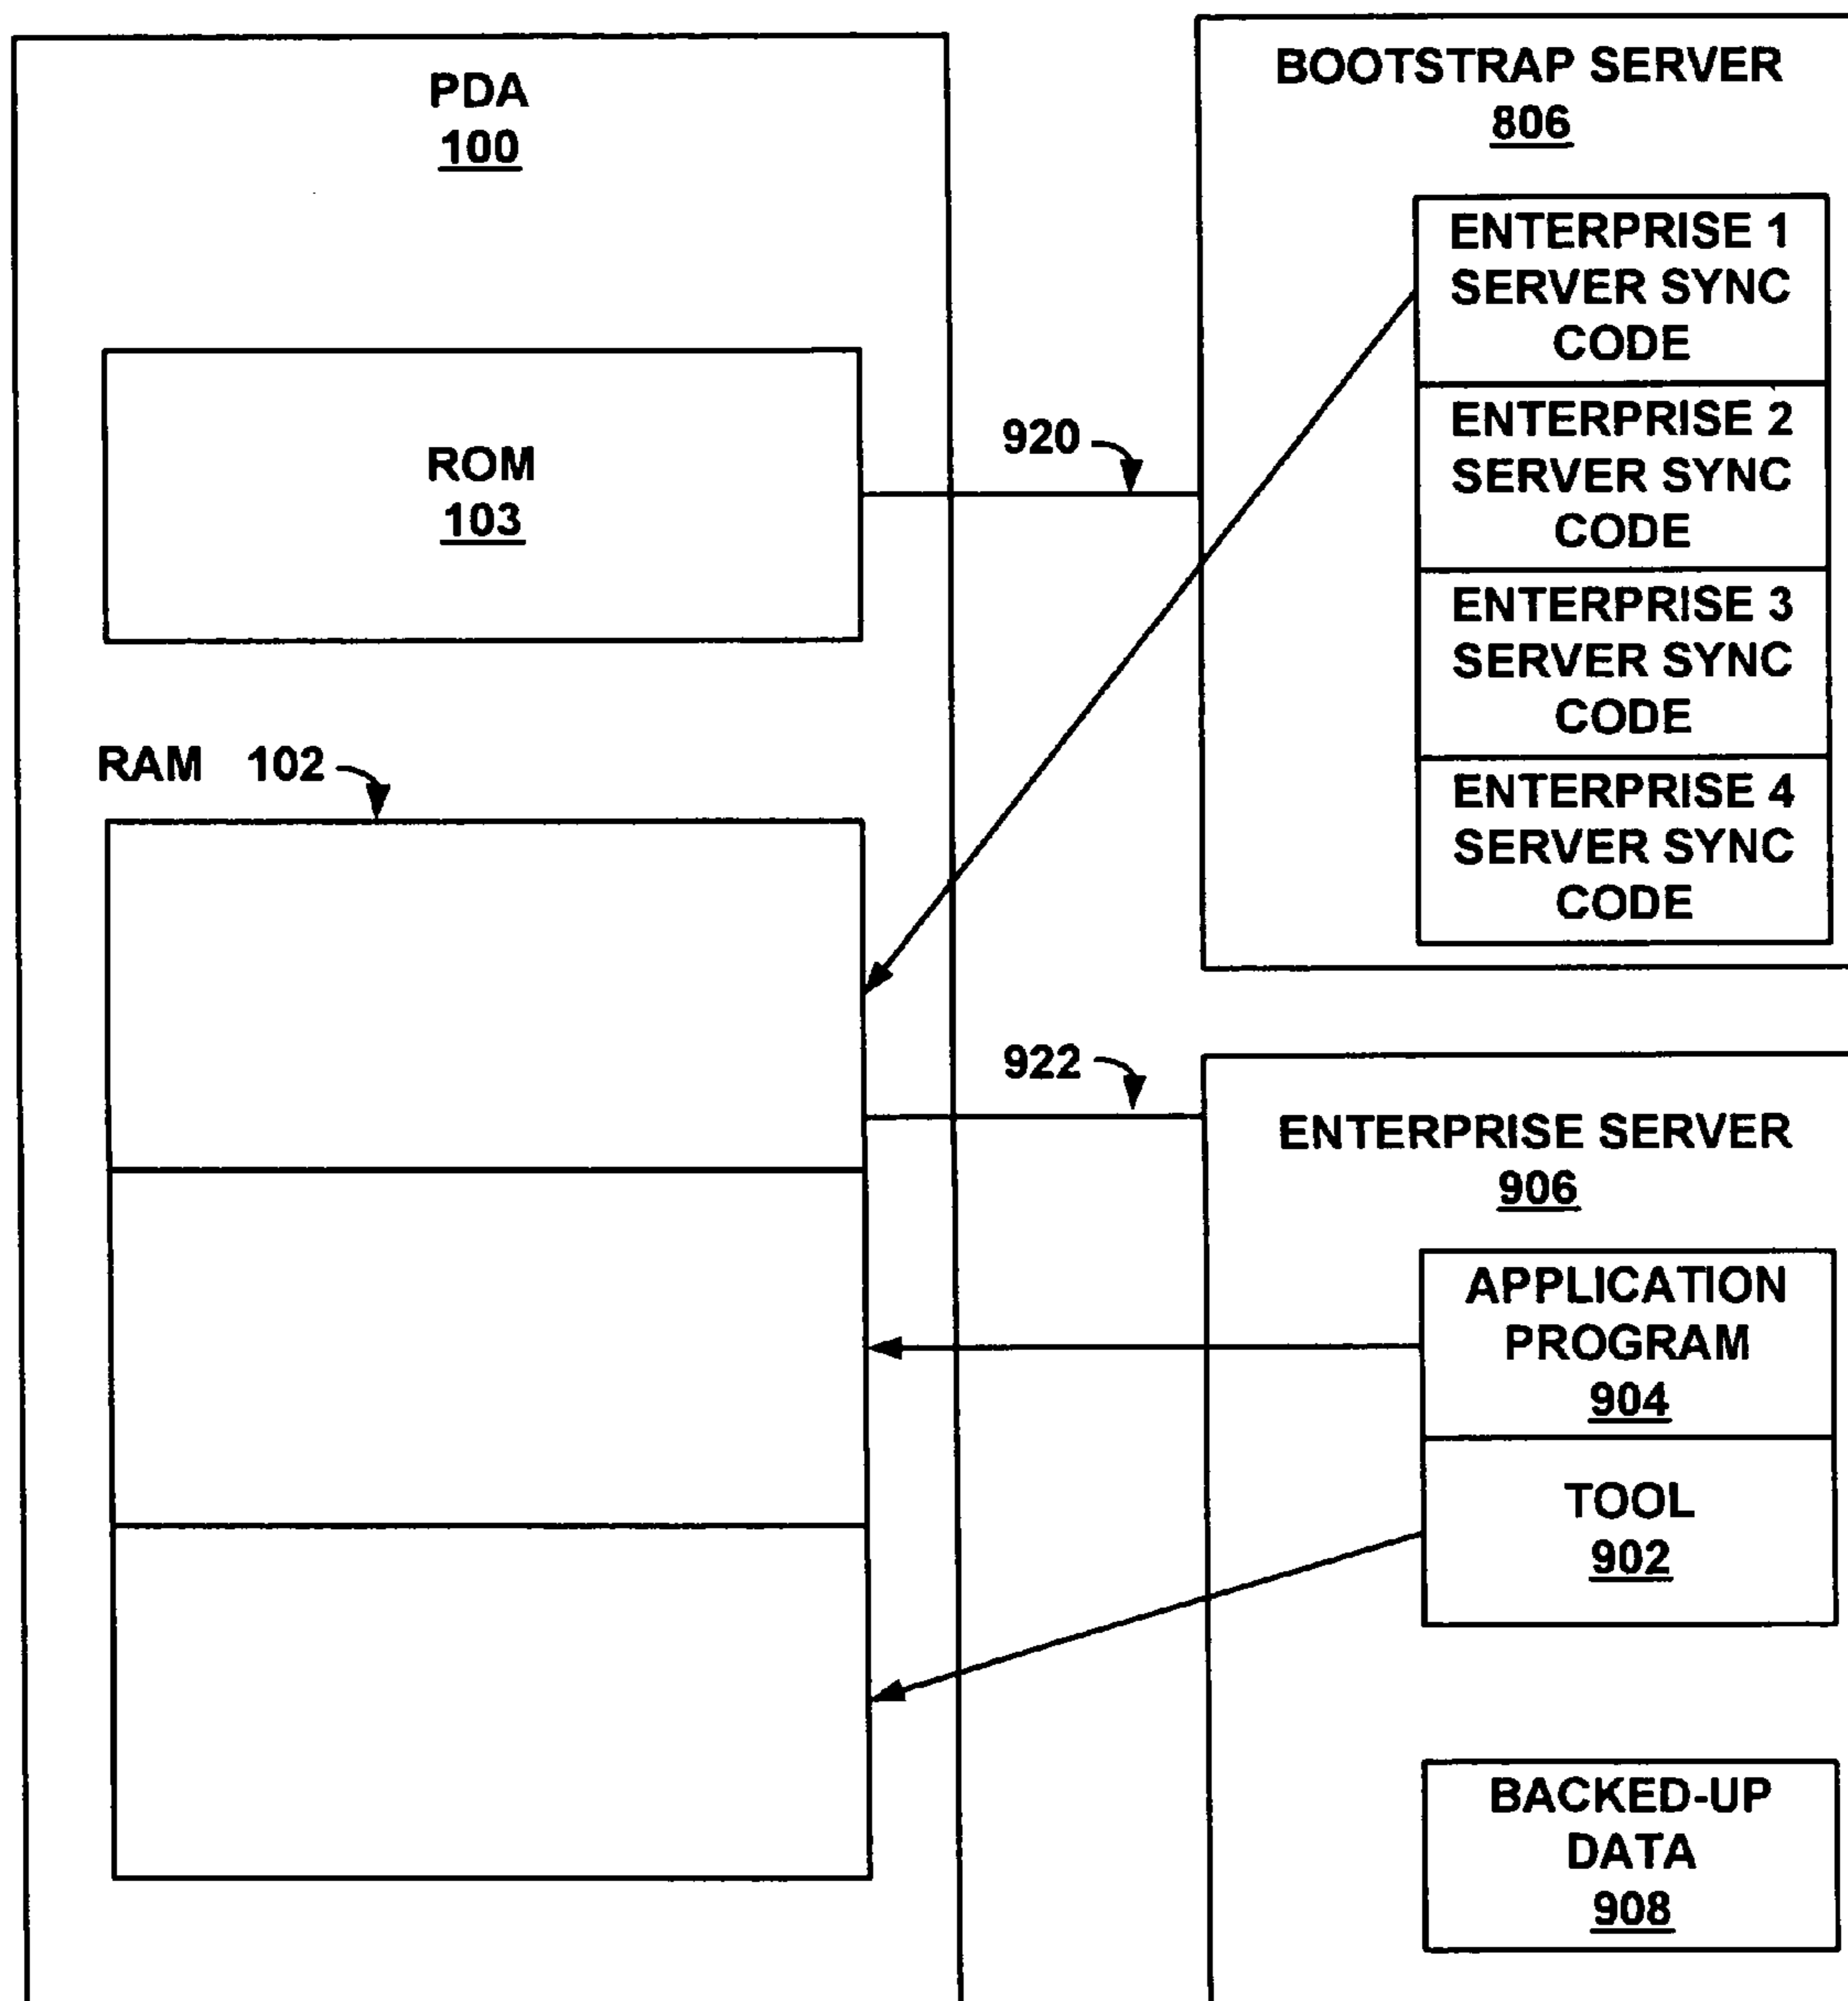 PDA
100
ROM
103
RAM 102
920
922
BOOTSTRAP SERVER
806
ENTERPRISE 1
SERVER SYNC
CODE
ENTERPRISE 2
SERVER SYNC
CODE
ENTERPRISE 3
SERVER SYNC
CODE
ENTERPRISE 4
SERVER SYNC
CODE
ENTERPRISE SERVER
906
APPLICATION
PROGRAM
904
TOOL
902
BACKED-UP
DATA
908